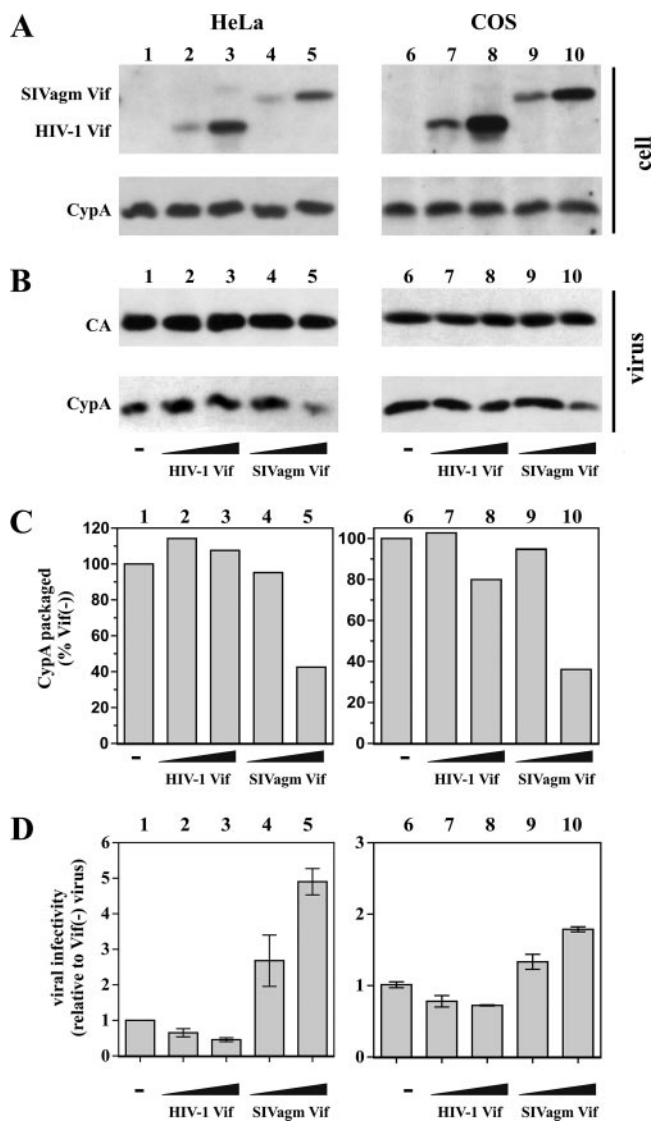 A
HeLa
COS
1 2 3 4 5
6 7 8 9 10
SIVagm Vif
HIV-1 Vif
CypA
cell
B
1 2 3 4 5
6 7 8 9 10
CA
CypA
virus
- HIV-1 Vif SIVagm Vif
- HIV-1 Vif SIVagm Vif
C
CypA packaged
(% Vif(-))
1 2 3 4 5
120
100
80
60
40
20
0
- HIV-1 Vif SIVagm Vif
6 7 8 9 10
100
80
60
40
20
0
- HIV-1 Vif SIVagm Vif
D
viral infectivity
(relative to Vif(-) virus)
1 2 3 4 5
6
5
4
3
2
1
0
- HIV-1 Vif SIVagm Vif
6 7 8 9 10
3
2
1
0
- HIV-1 Vif SIVagm Vif